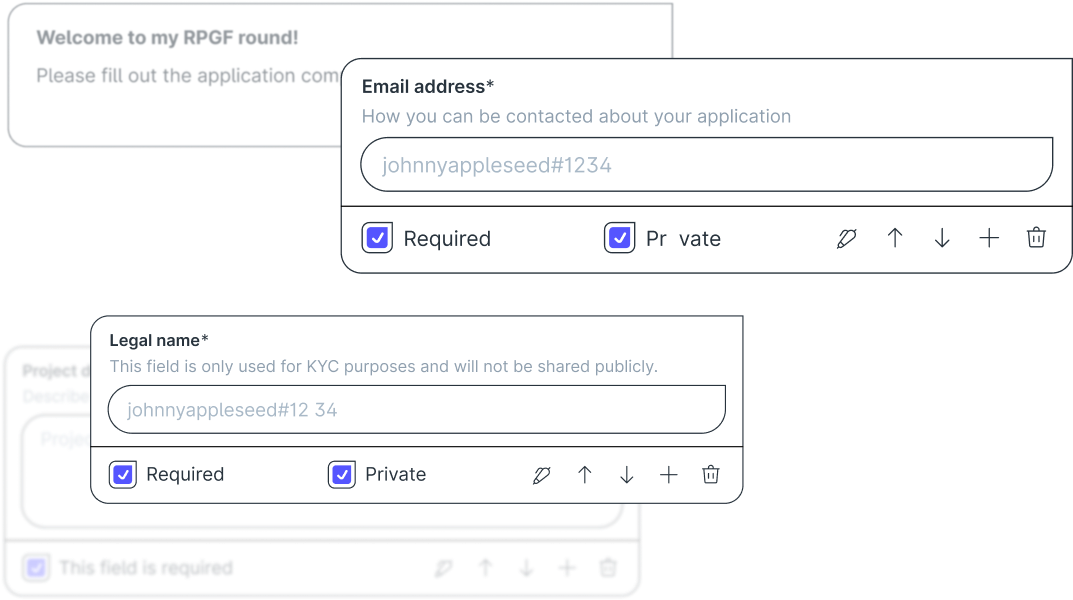 Welcome to my RPGF round!
Please fill out the application com
Email address*
How you can be contacted about your application
johnnyappleseed#1234
Required
Pr vate
Legal name*
This field is only used for KYC purposes and will not be shared publicly.
johnnyappleseed#12 34
Required
Private
Project d
Describe
Projec
This field is required